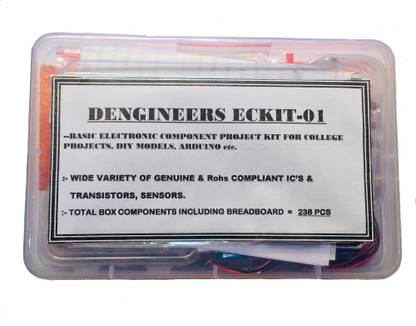 DENGINEERS ECKIT-01
--BASIC ELECTRONIC COMPONENT PROJECT KIT FOR COLLEGE
PROJECTS, DIY MODELS, ARDUINO etc.
:- WIDE VARIETY OF GENUINE & Rohs COMPLIANT IC'S &
TRANSISTORS, SENSORS.
:- TOTAL BOX COMPONENTS INCLUDING BREADBOARD = 238 PCS